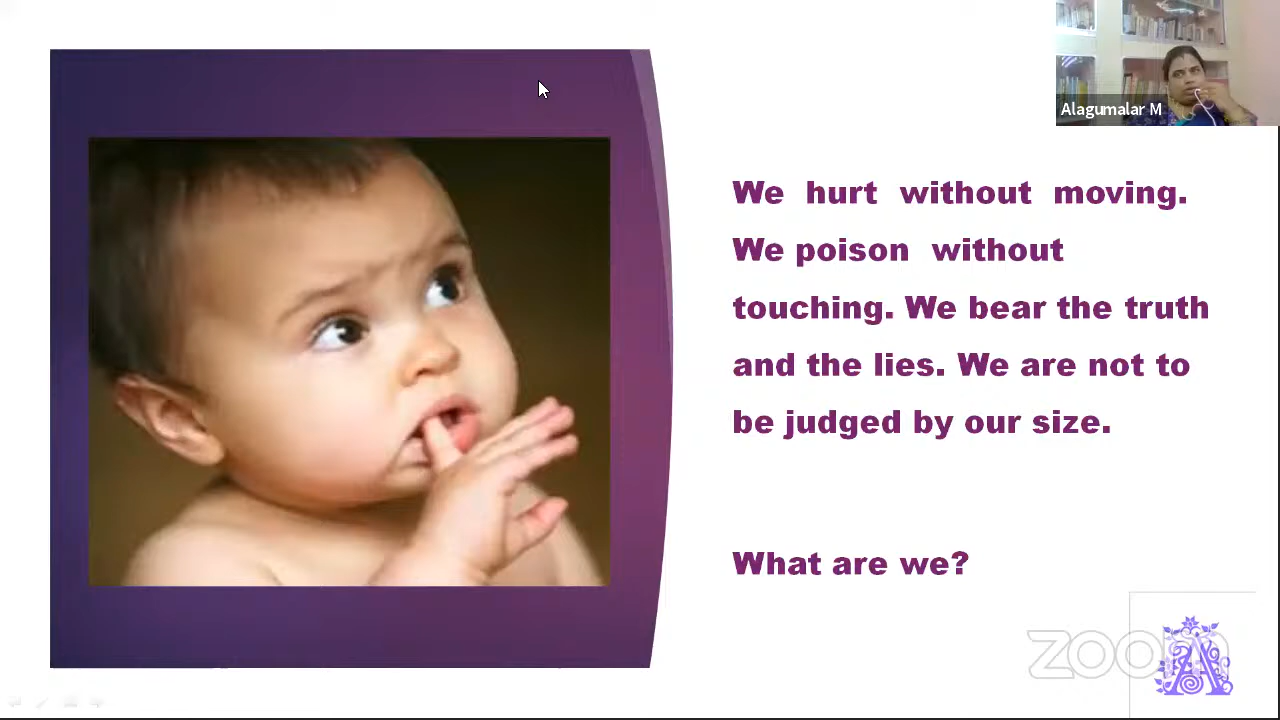 Alagumalar M
We hurt without moving.
We poison without
touching. We bear the truth
and the lies. We are not to
be judged by our size.
What are we?
zoom
A